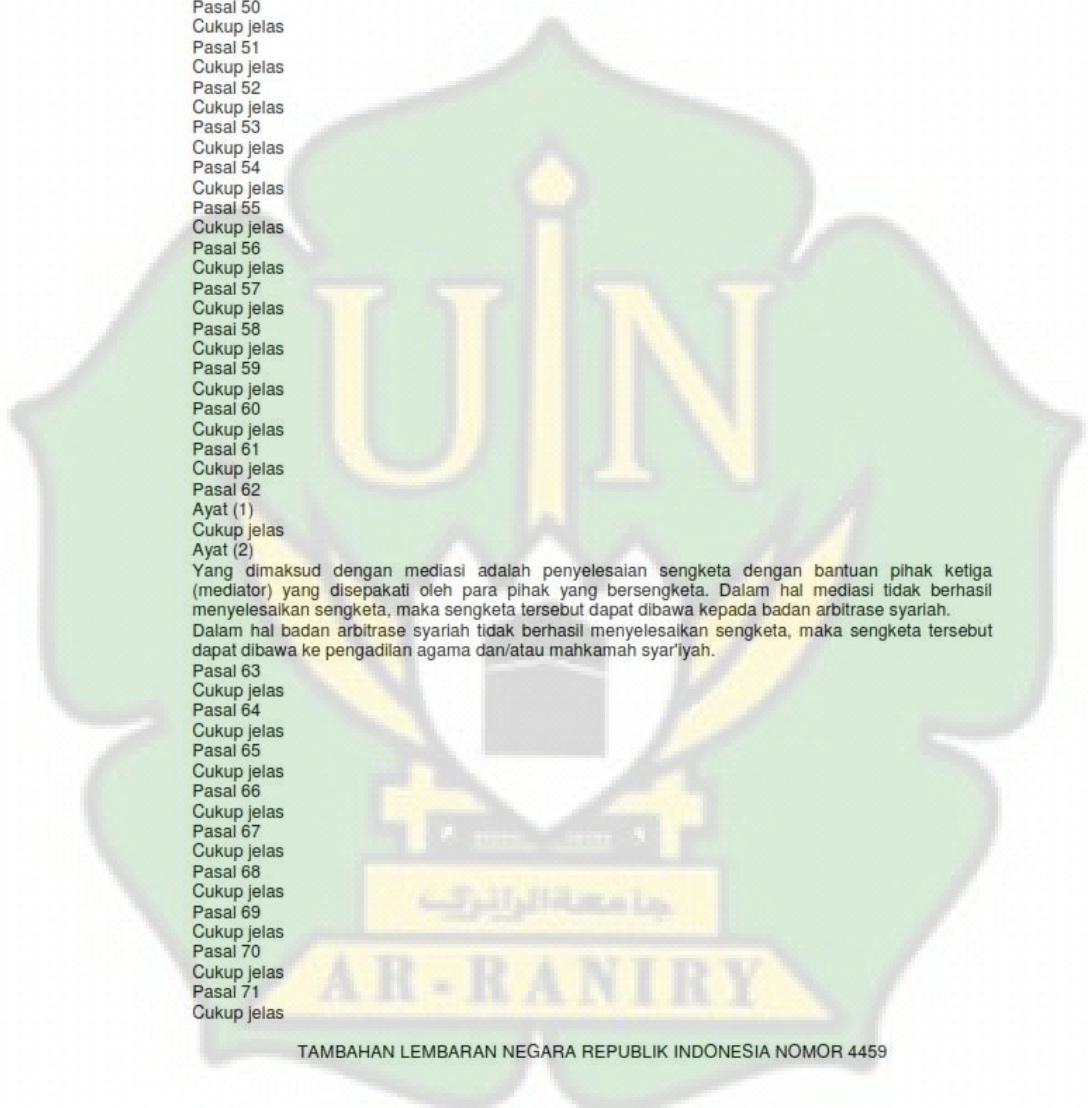 Pasal 50
Cukup jelas
Pasal 51
Cukup jelas
Pasal 52
Cukup jelas
Pasal 53
Cukup jelas
Pasal 54
Cukup jelas
Pasal 55
Cukup jelas
Pasal 56
Cukup jelas
Pasal 57
Cukup jelas
Pasai 58
Cukup jelas
Pasal 59
Cukup jelas
Pasal 60
Cukup jelas
Pasal 61
Cukup jelas
Pasal 62
Ayat (1)
Cukup jelas
Ayat (2)
Yang dimaksud dengan mediasi adalah penyelesaian sengketa dengan bantuan pihak ketiga
(mediator) yang disepakati oleh para pihak yang bersengketa. Dalam hal mediasi tidak berhasil
menyelesaikan sengketa, maka sengketa tersebut dapat dibawa kepada badan arbitrase syariah.
Dalam hal badan arbitrase syariah tidak berhasil menyelesaikan sengketa, maka sengketa tersebut
dapat dibawa ke pengadilan agama dan/atau mahkamah syar'iyah.
Pasal 63
Cukup jelas
Pasal 64
Cukup jelas
Pasal 65
Cukup jelas
Pasal 66
Cukup jelas
Pasal 67
Cukup jelas
Pasal 68
Cukup jelas
Pasal 69
Cukup jelas
Pasal 70
Cukup jelas
Pasal 71
Cukup jelas
TAMBAHAN LEMBARAN NEGARA REPUBLIK INDONESIA NOMOR 4459
UIN
جامعة الرانري
AR-RANIRY